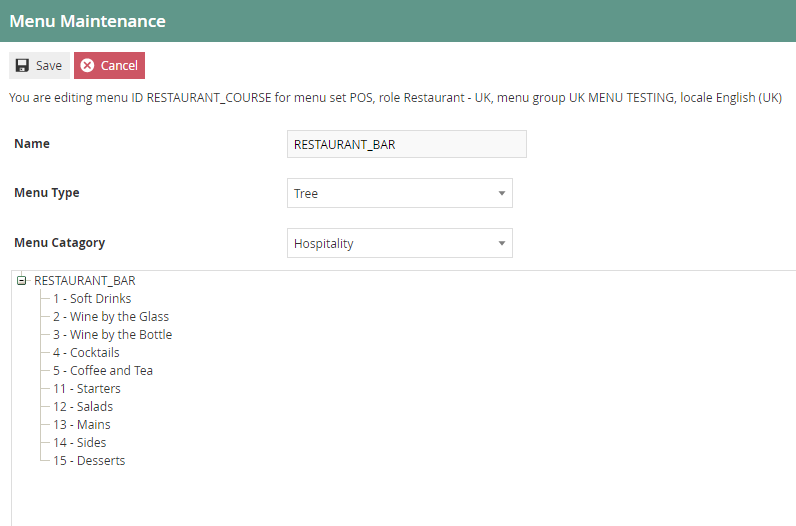 Menu Maintenance
Save Cancel
You are editing menu ID RESTAURANT_COURSE for menu set POS, role Restaurant - UK, menu group UK MENU TESTING, locale English (UK)
Name RESTAURANT_BAR
Menu Type Tree
Menu Catagory Hospitality
RESTAURANT_BAR
1 - Soft Drinks
2 - Wine by the Glass
3 - Wine by the Bottle
4 - Cocktails
5 - Coffee and Tea
11 - Starters
12 - Salads
13 - Mains
14 - Sides
15 - Desserts